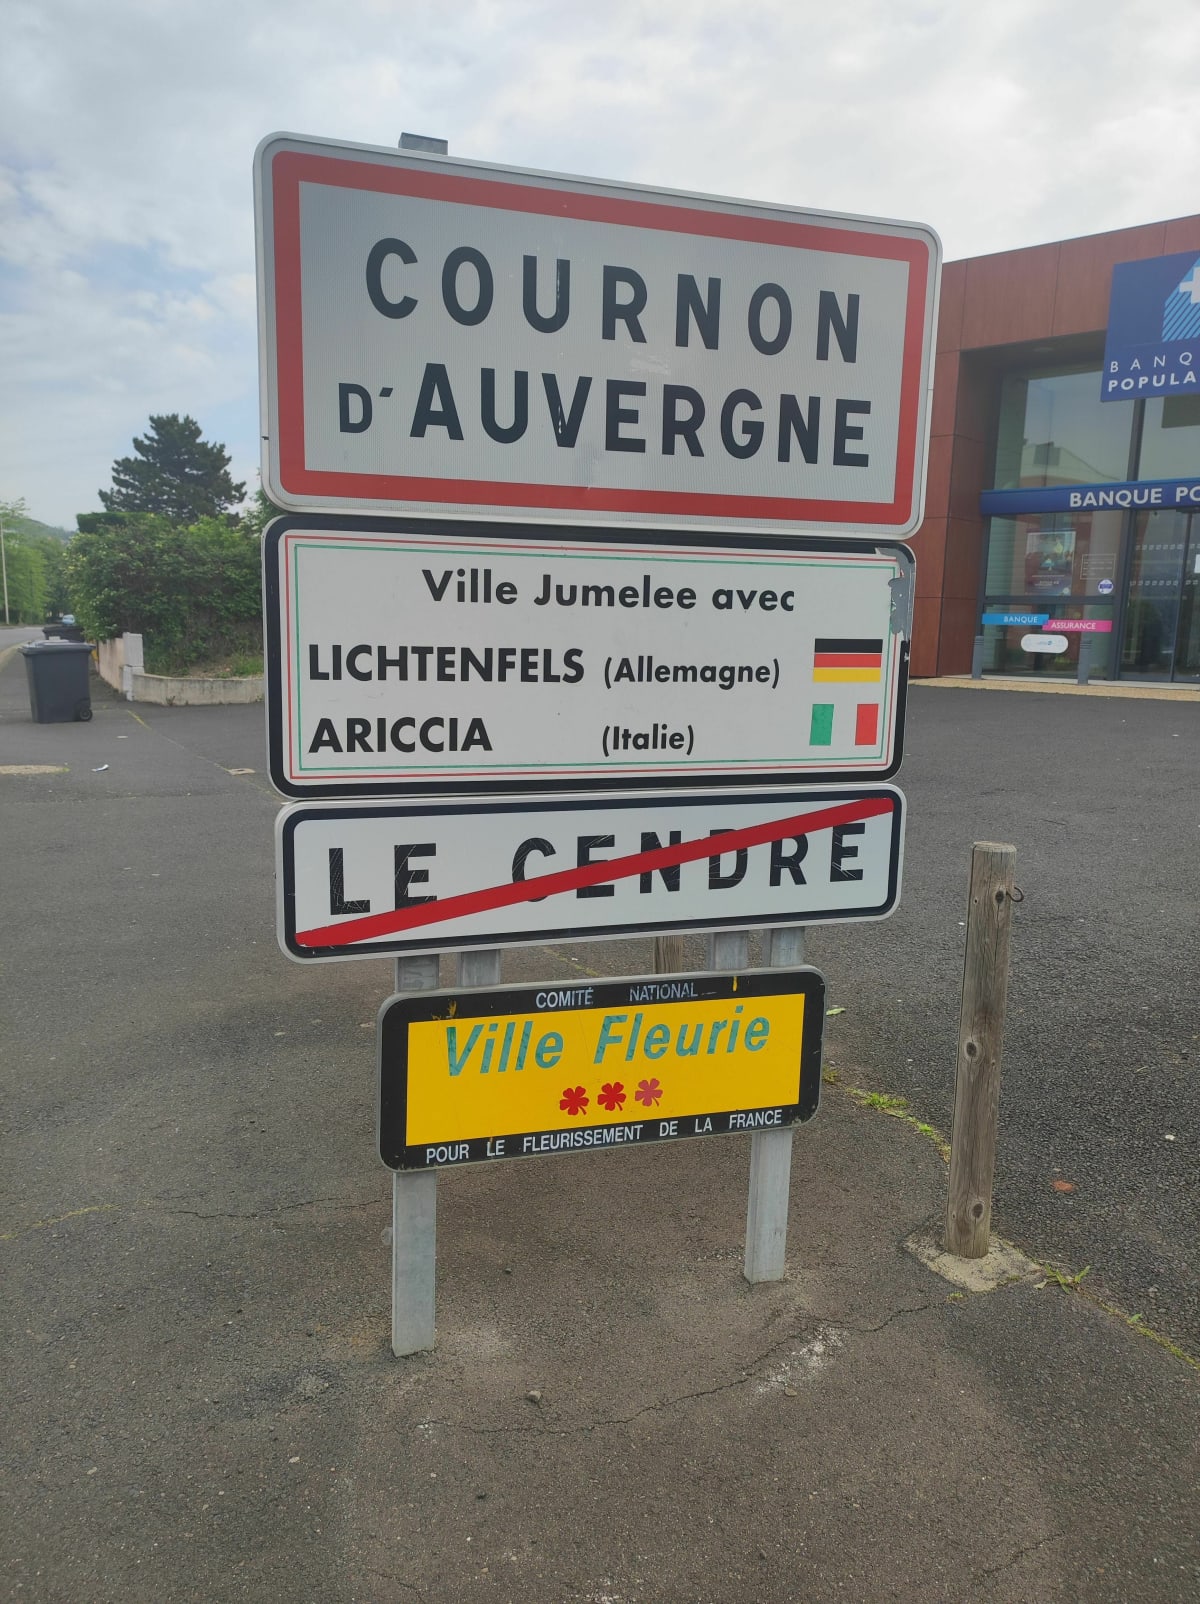 COURNON
D'AUVERGNE
Ville Jumelee avec
LICHTENFELS (Allemagne)
ARICCIA (Italie)
LE CENDRE
COMITÉ NATIONAL
Ville Fleurie
POUR LE FLEURISSEMENT DE LA FRANCE
BANQ
POPULA
BANQUE PO
BANQUE
ASSURANCE